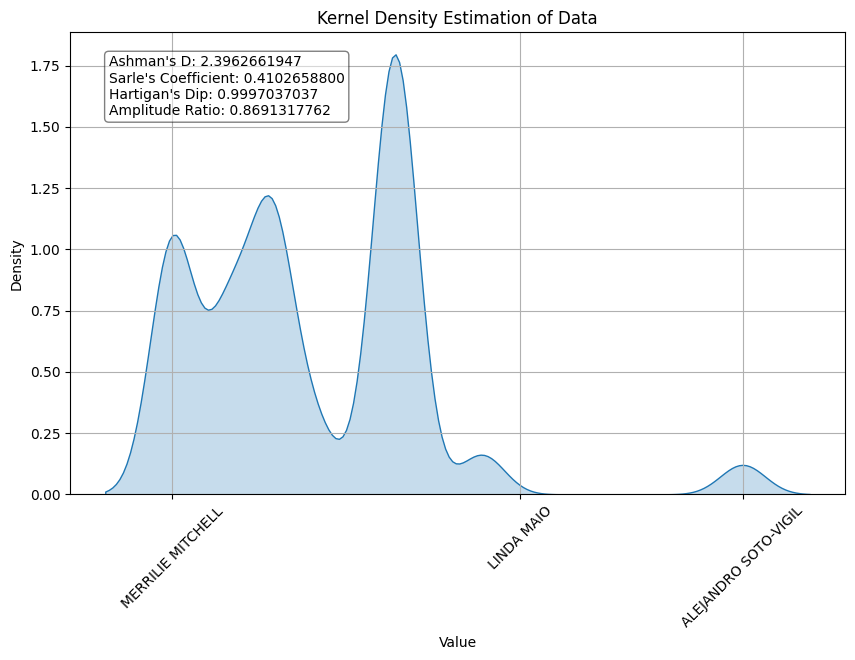 Kernel Density Estimation of Data
Ashman's D: 2.3962661947
Sarle's Coefficient: 0.4102658800
Hartigan's Dip: 0.9997037037
Amplitude Ratio: 0.8691317762
Density
1.75
1.50
1.25
1.00
0.75
0.50
0.25
0.00
MERRILIE MITCHELL
LINDA MAIO
ALEJANDRO SOTO-VIGIL
Value